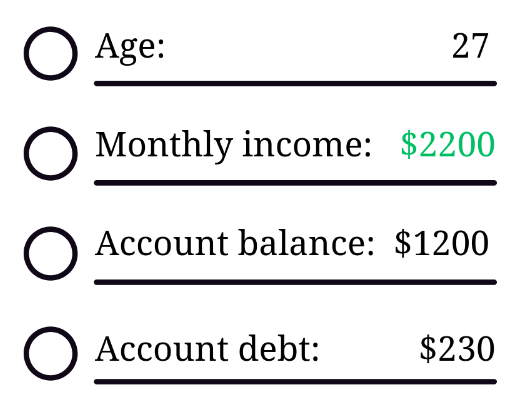 Age: 27
Monthly income: $2200
Account balance: $1200
Account debt: $230